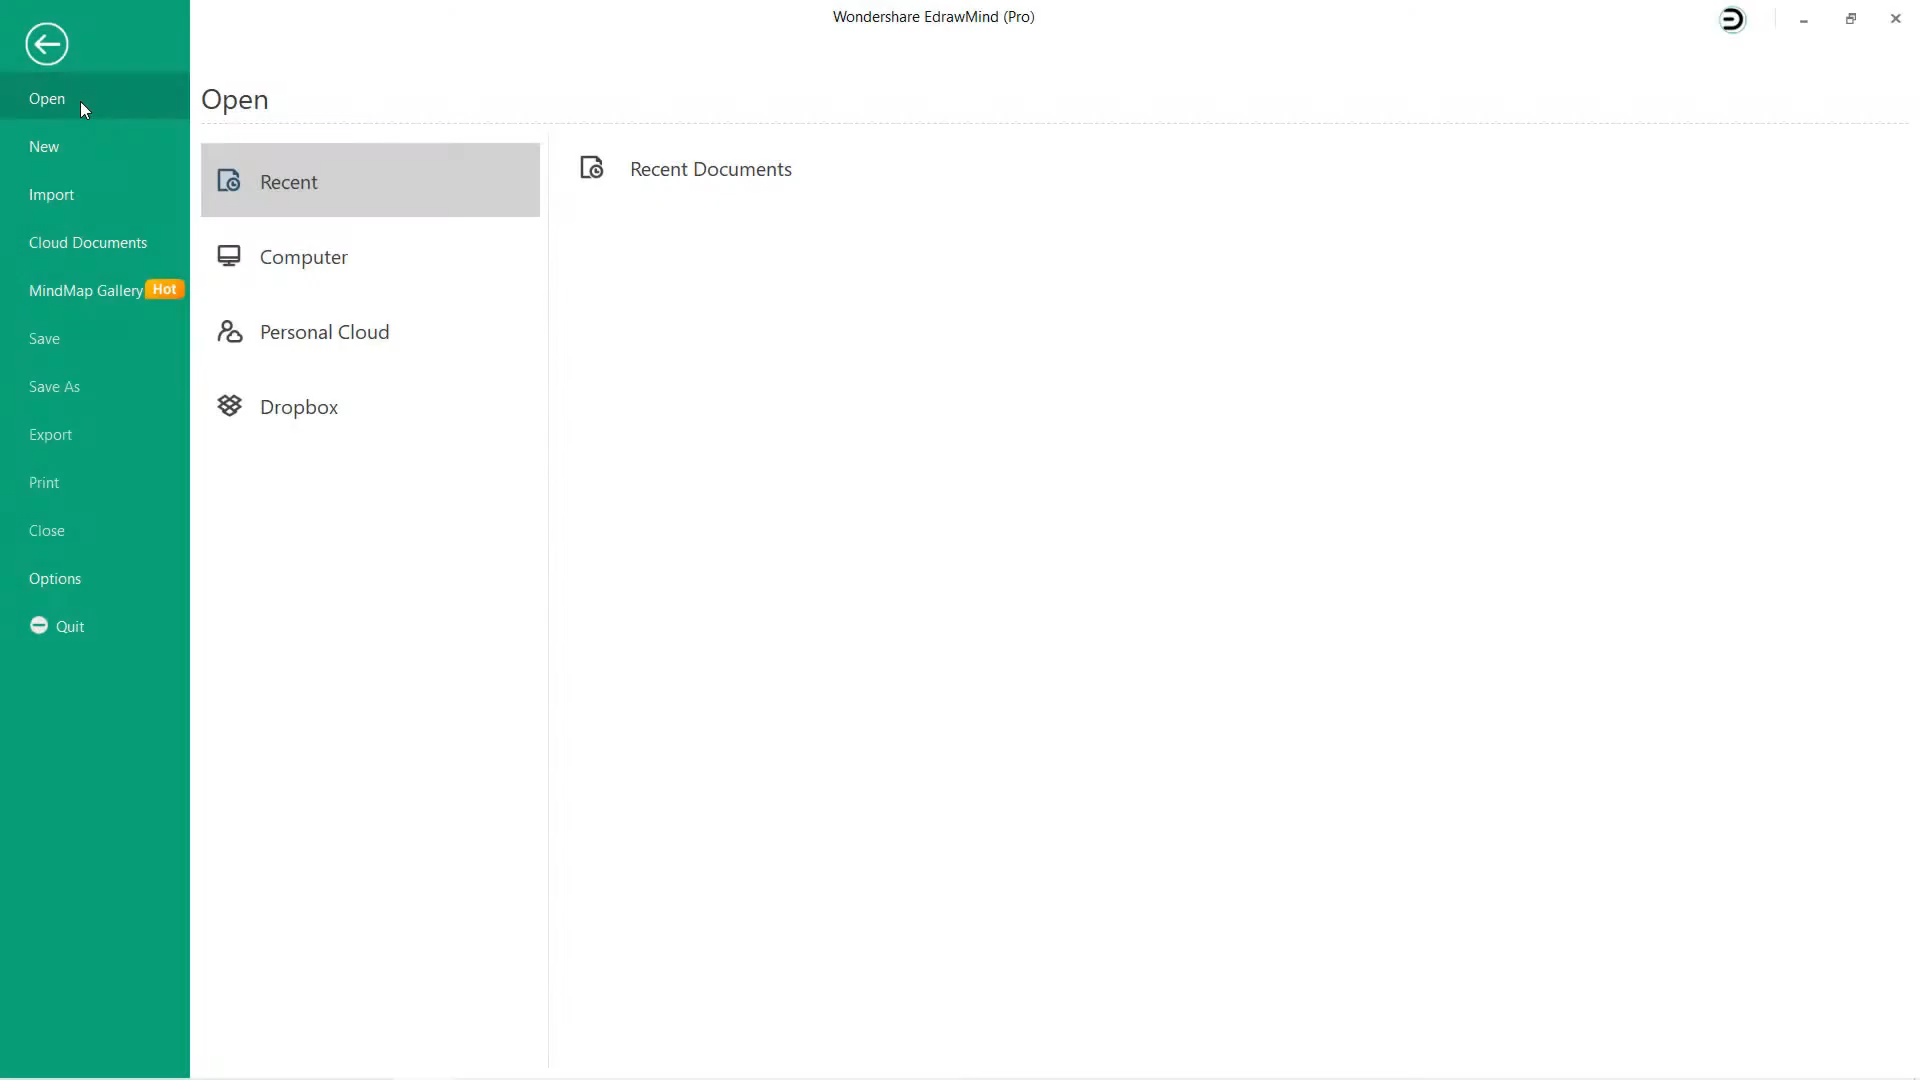 Wondershare EdrawMind (Pro)
Open
New
Import
Cloud Documents
MindMap Gallery Hot
Save
Save As
Export
Print
Close
Options
Quit
Open
Recent
Computer
Personal Cloud
Dropbox
Recent Documents